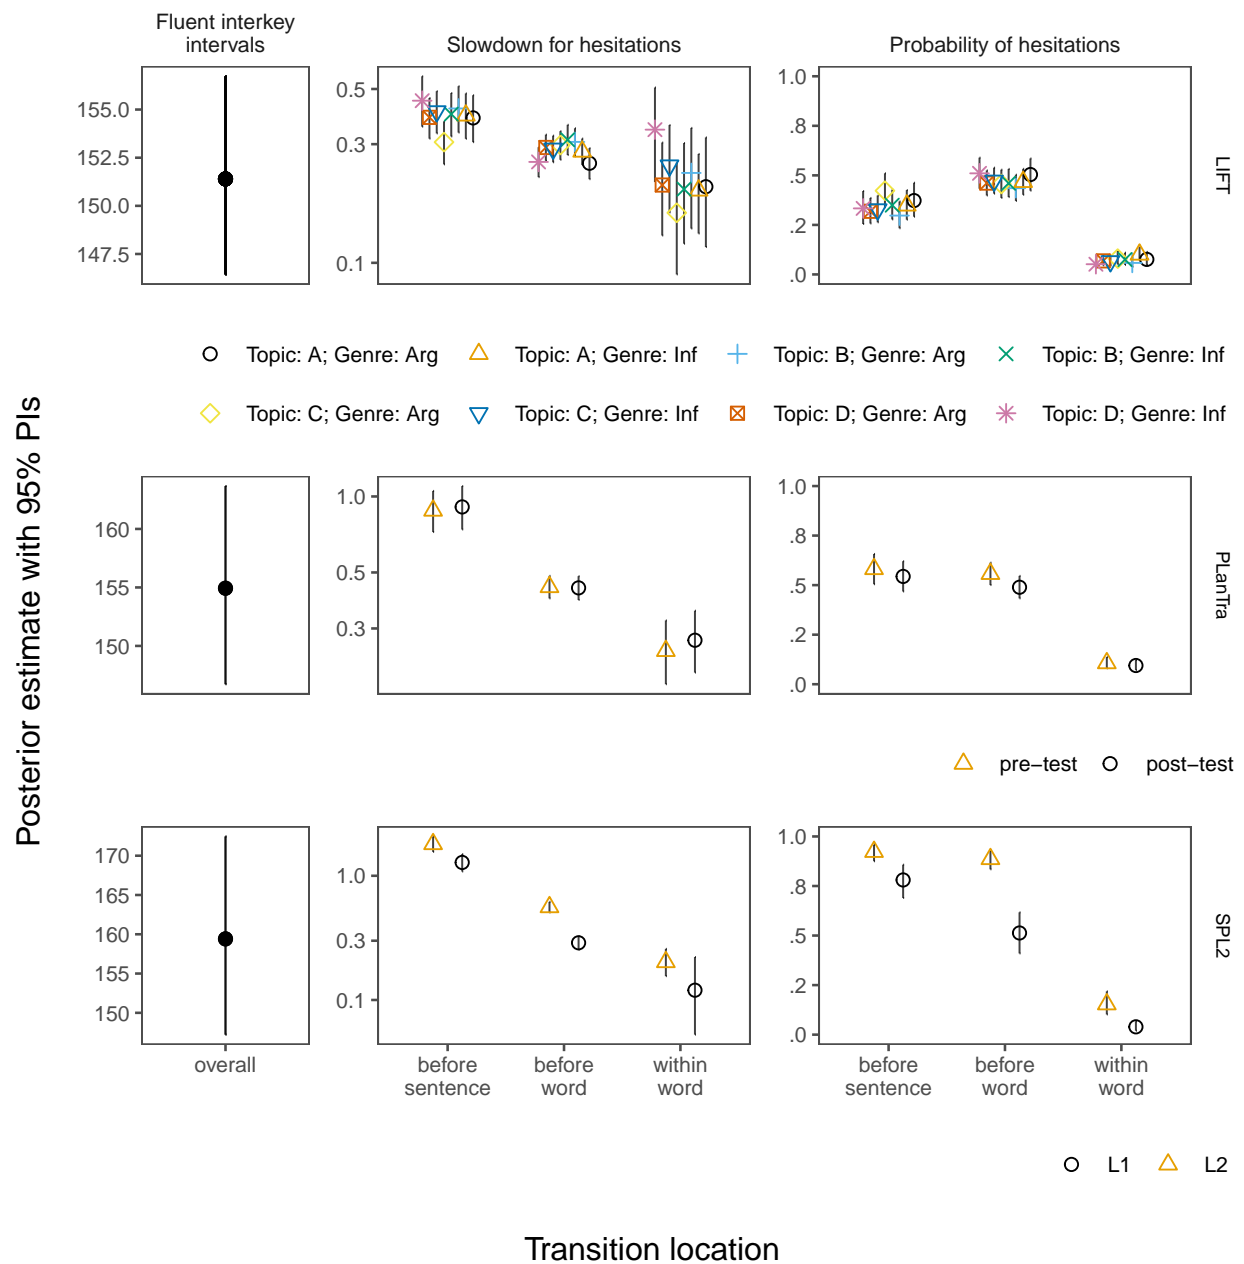 Fluent interkey
intervals
Slowdown for hesitations
Probability of hesitations
155.0
152.5
150.0
147.5
0.5
0.3
0.1
1.0
.8
.5
.2
.0
LIFT
Topic: A; Genre: Arg
Topic: A; Genre: Inf
Topic: B; Genre: Arg
Topic: B; Genre: Inf
Topic: C; Genre: Arg
Topic: C; Genre: Inf
Topic: D; Genre: Arg
Topic: D; Genre: Inf
Posterior estimate with 95% PIs
160
155
150
1.0
0.5
0.3
1.0
.8
.5
.2
.0
PLanTra
pre−test
post−test
170
165
160
155
150
1.0
0.3
0.1
1.0
.8
.5
.2
.0
SPL2
overall
before
sentence
before
word
within
word
before
sentence
before
word
within
word
L1
L2
Transition location